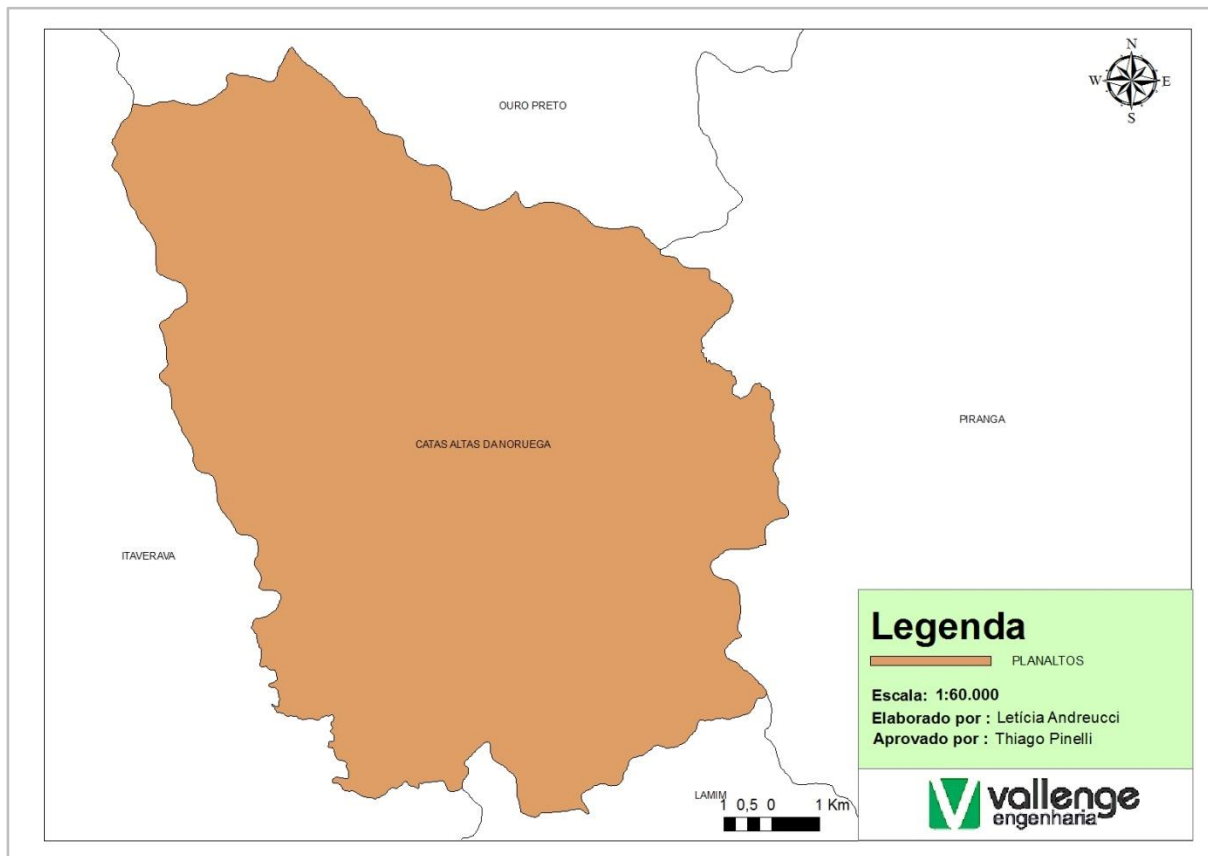 N
W E
S
OURO PRETO
PIRANGA
CATAS ALTAS DA NORUEGA
ITAVERAVA
LAMIM
1 0,5 0 1 Km
Legenda
PLANALTOS
Escala: 1:60.000
Elaborado por : Letícia Andreucci
Aprovado por : Thiago Pinelli
vallenge
engenharia